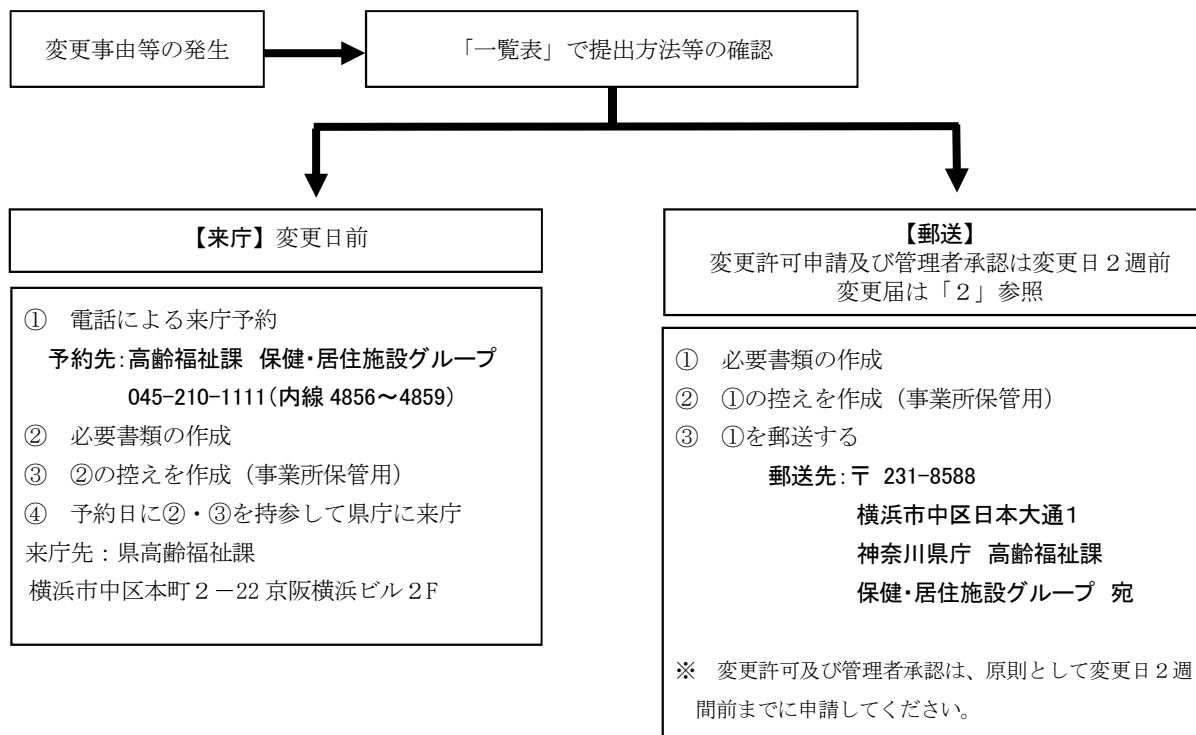 変更事由等の発生
「一覧表」で提出方法等の確認
【来庁】変更日前
① 電話による来庁予約
予約先:高齢福祉課 保健・居住施設グループ
045-210-1111(内線 4856~4859)
② 必要書類の作成
③ ②の控えを作成（事業所保管用）
④ 予約日に②・③を持参して県庁に来庁
来庁先：県高齢福祉課
横浜市中区本町２－22 京阪横浜ビル２F
【郵送】
変更許可申請及び管理者承認は変更日２週前
変更届は「２」参照
① 必要書類の作成
② ①の控えを作成（事業所保管用）
③ ①を郵送する
郵送先:〒 231-8588
横浜市中区日本大通1
神奈川県庁 高齢福祉課
保健・居住施設グループ 宛
※ 変更許可及び管理者承認は、原則として変更日２週
間前までに申請してください。